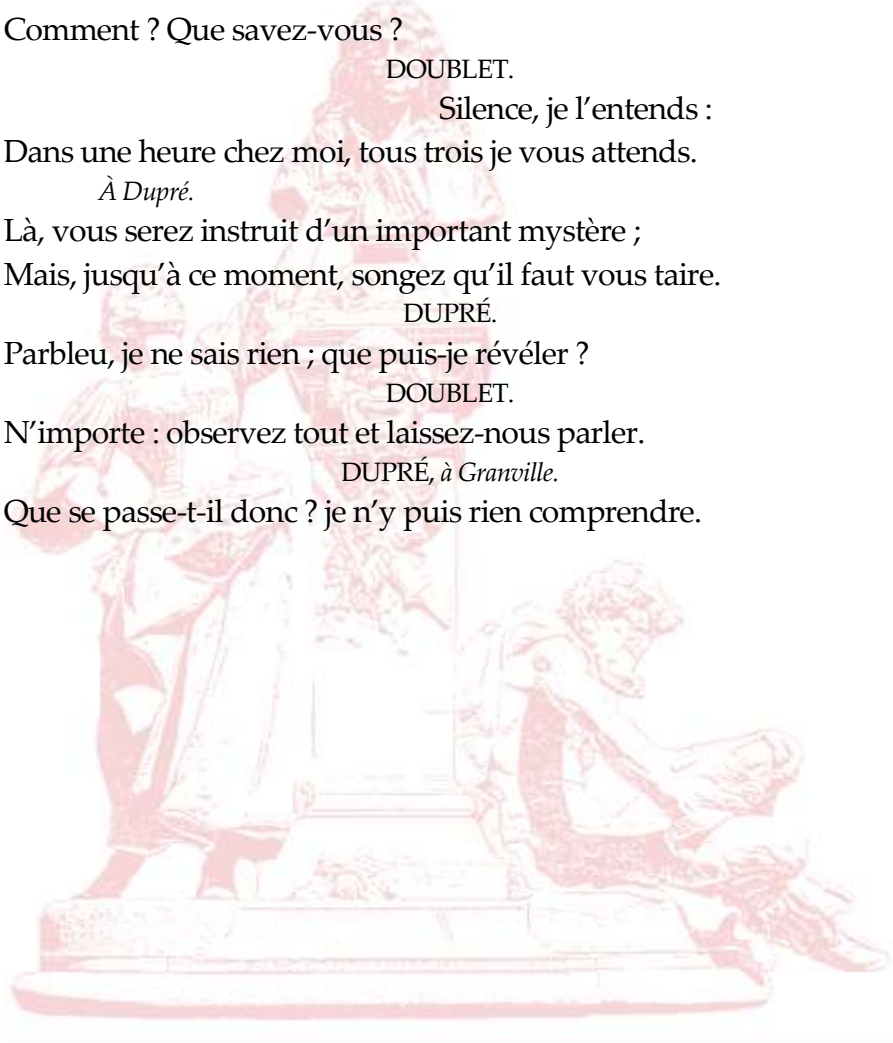 Comment ? Que savez-vous ?
DOUBLET.
Silence, je l'entends :
Dans une heure chez moi, tous trois je vous attends.
À Dupré.
Là, vous serez instruit d’un important mystère ;
Mais, jusqu’à ce moment, songez qu’il faut vous taire.
DUPRÉ.
Parbleu, je ne sais rien ; que puis-je révéler ?
DOUBLET.
N’importe : observez tout et laissez-nous parler.
DUPRÉ, à Granville.
Que se passe-t-il donc ? je n’y puis rien comprendre.